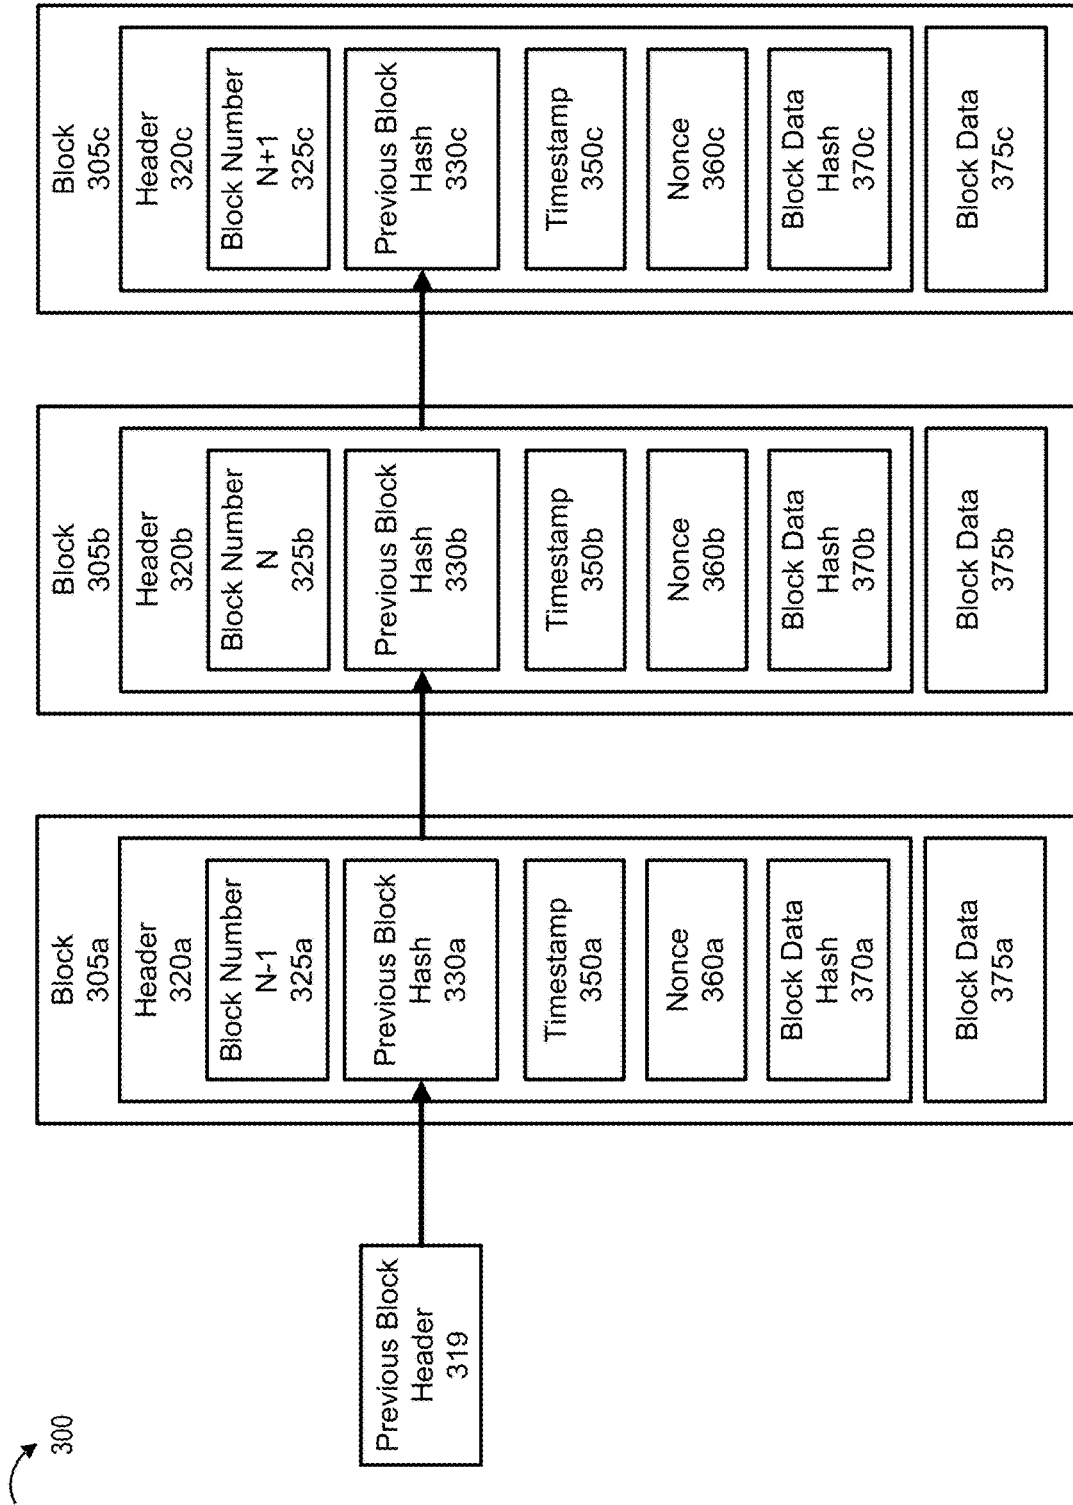 300
Previous Block
Header
319
Block
305a
Header
320a
Block Number
N-1
325a
Previous Block
Hash
330a
Timestamp
350a
Nonce
360a
Block Data
Hash
370a
Block Data
375a
Block
305b
Header
320b
Block Number
N
325b
Previous Block
Hash
330b
Timestamp
350b
Nonce
360b
Block Data
Hash
370b
Block Data
375b
Block
305c
Header
320c
Block Number
N+1
325c
Previous Block
Hash
330c
Timestamp
350c
Nonce
360c
Block Data
Hash
370c
Block Data
375c